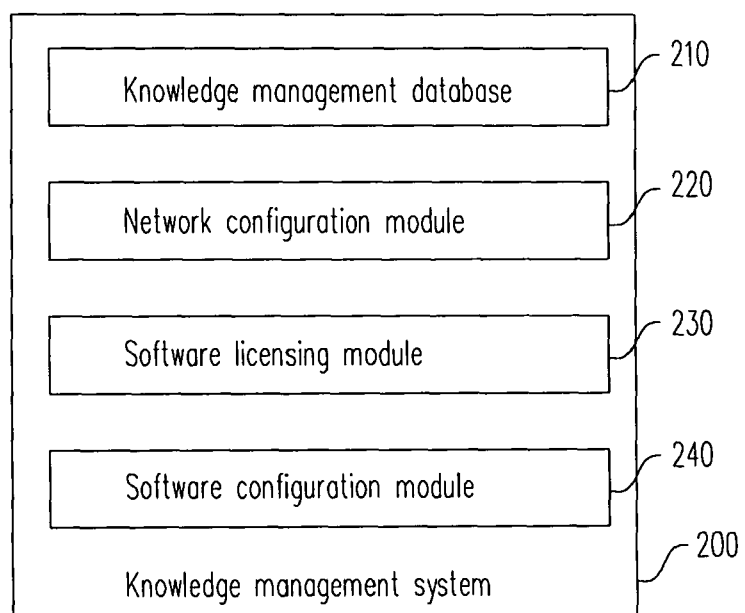 Knowledge management database
210
Network configuration module
220
Software licensing module
230
Software configuration module
240
Knowledge management system
200